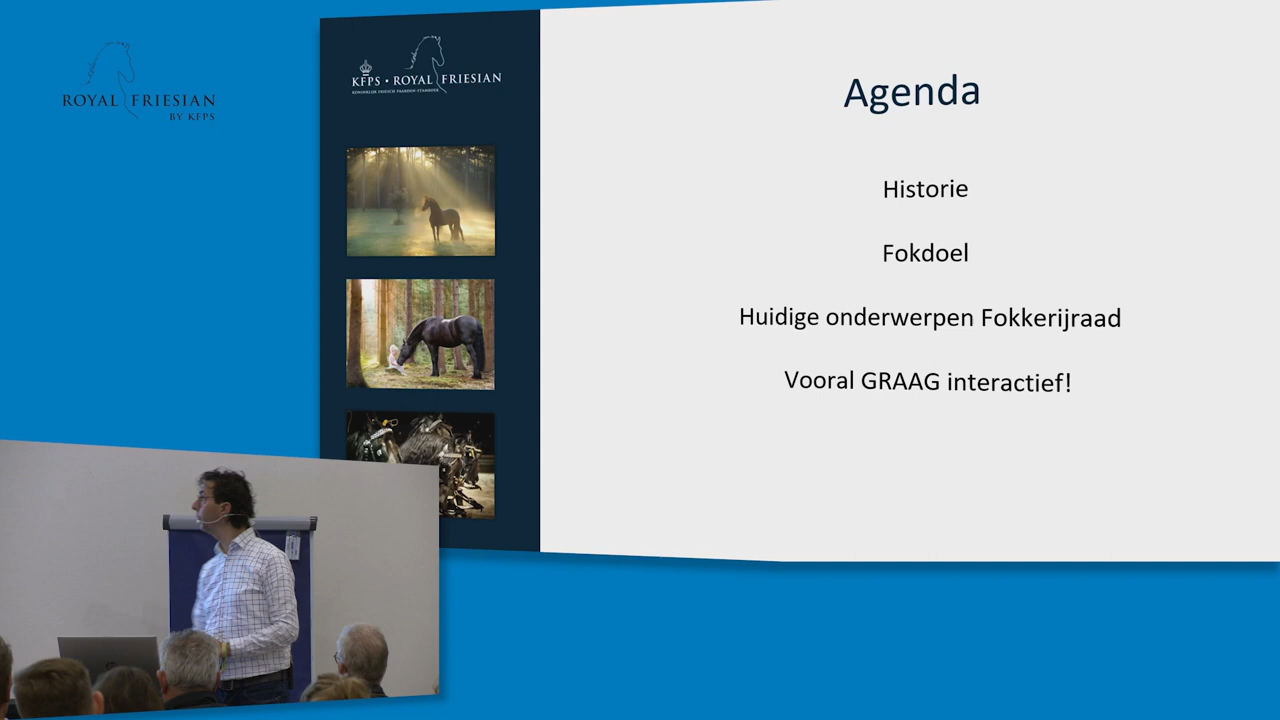 ROYAL FRIESIAN
BY KFPS
KFPS • ROYAL FRIESIAN
KONINKLIJK FRIESCH PAARDEN-STAMBOEK
Agenda
Historie
Fokdoel
Huidige onderwerpen Fokkerijraad
Vooral GRAAG interactief!